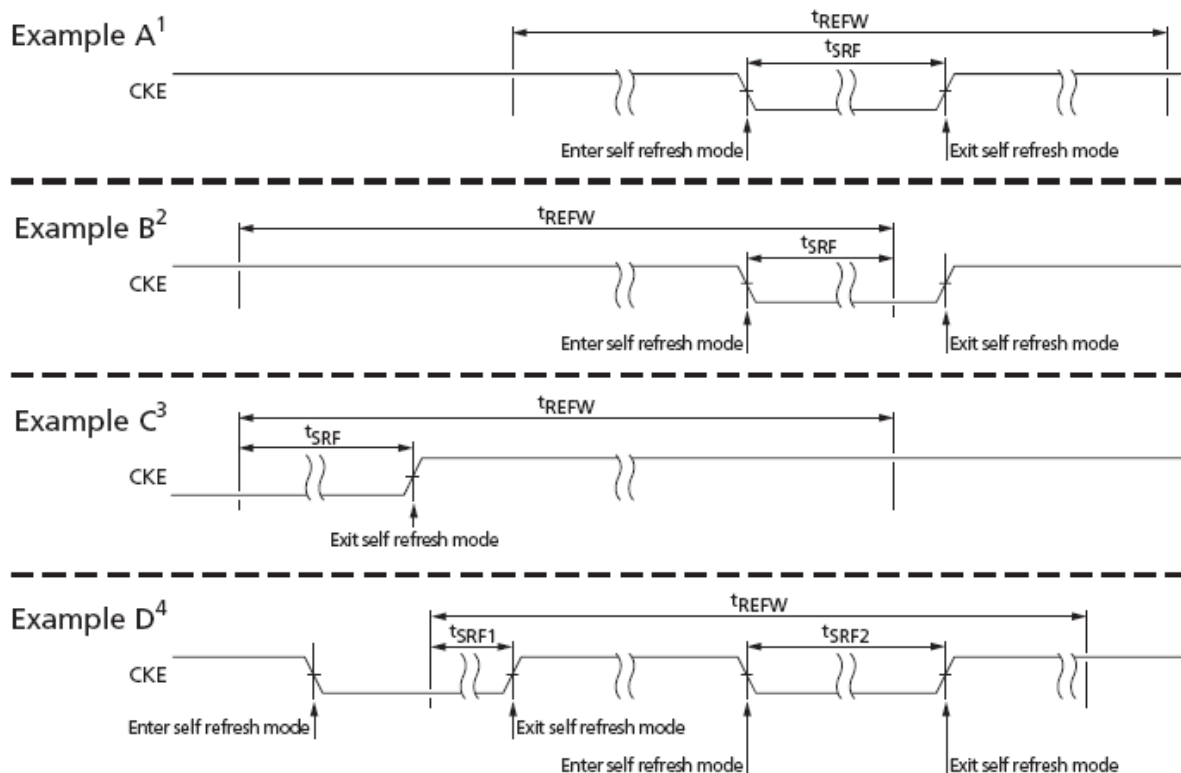 Example A¹
tREFW
tSRF
CKE
Enter self refresh mode
Exit self refresh mode
Example B²
tREFW
tSRF
CKE
Enter self refresh mode
Exit self refresh mode
Example C³
tREFW
tSRF
CKE
Exit self refresh mode
Example D⁴
tREFW
tSRF1
tSRF2
CKE
Enter self refresh mode
Exit self refresh mode
Enter self refresh mode
Exit self refresh mode